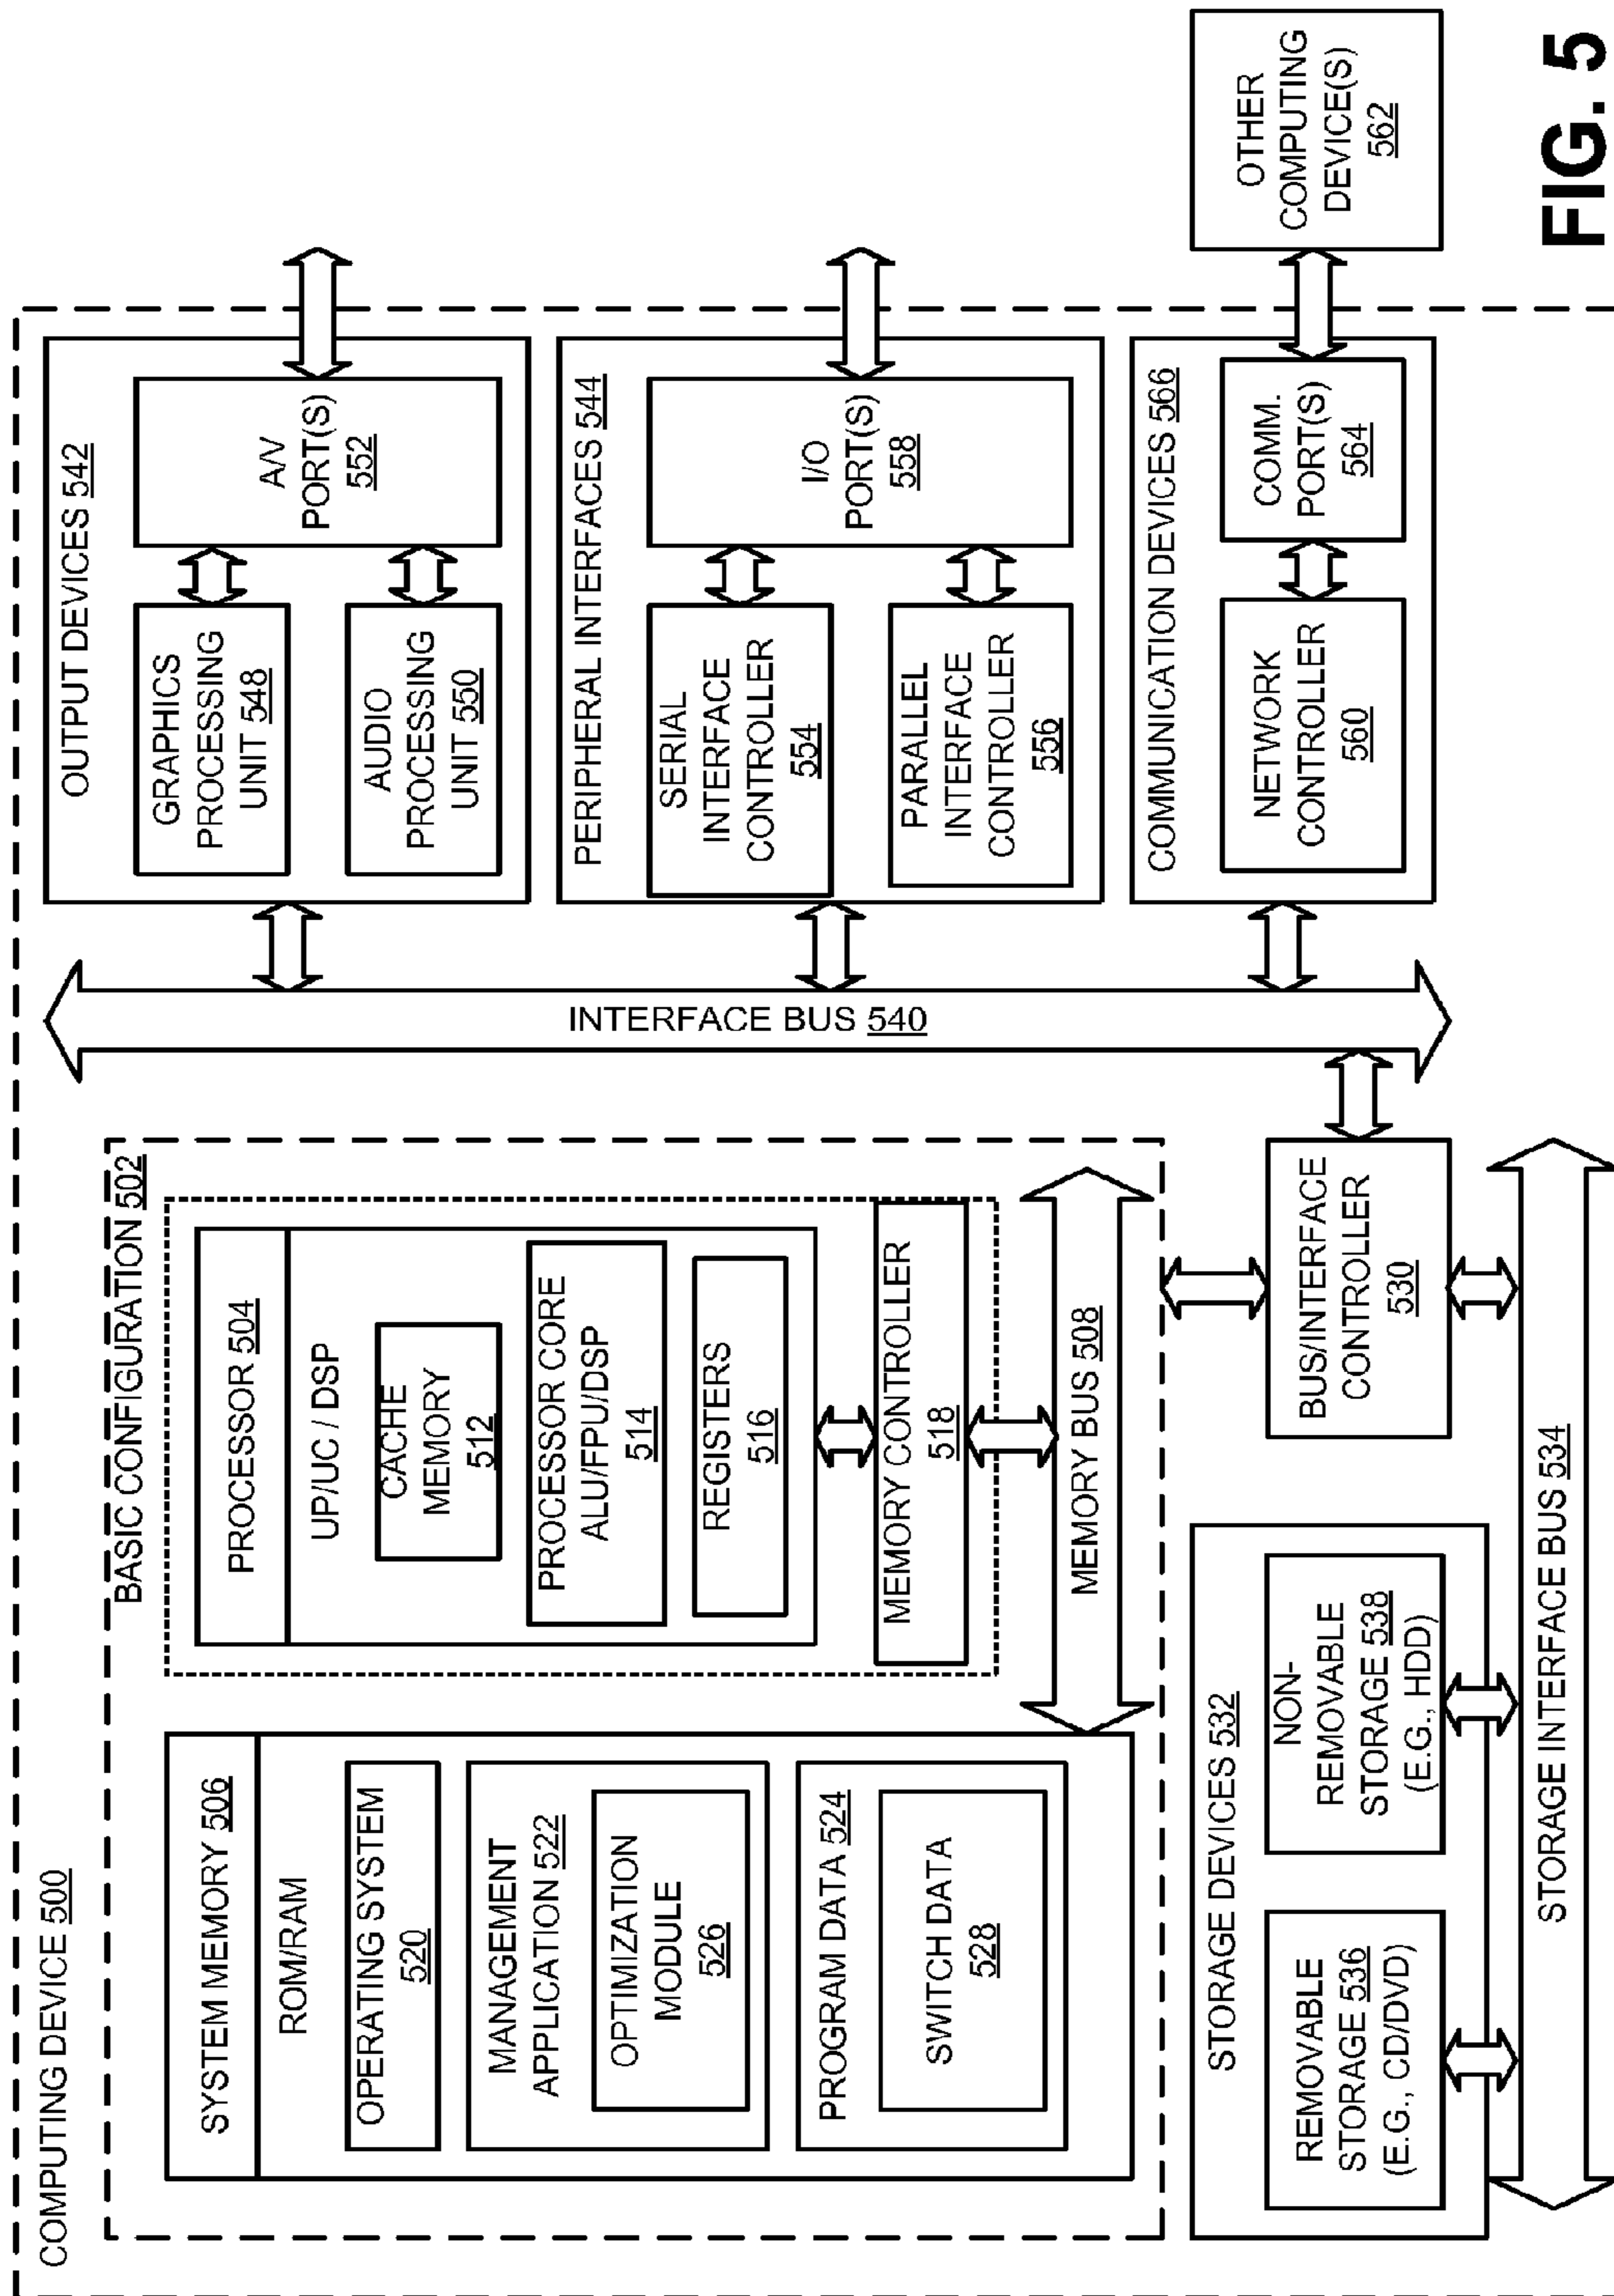 COMPUTING DEVICE 500
BASIC CONFIGURATION 502
SYSTEM MEMORY 506
ROM/RAM
OPERATING SYSTEM
520
MANAGEMENT
APPLICATION 522
OPTIMIZATION
MODULE
526
PROGRAM DATA 524
SWITCH DATA
528
PROCESSOR 504
UP/UC / DSP
CACHE
MEMORY
512
PROCESSOR CORE
ALU/FPU/DSP
514
REGISTERS
516
MEMORY CONTROLLER
518
MEMORY BUS 508
STORAGE DEVICES 532
REMOVABLE
STORAGE 536
(E.G., CD/DVD)
NON-
REMOVABLE
STORAGE 538
(E.G., HDD)
BUS/INTERFACE
CONTROLLER
530
STORAGE INTERFACE BUS 534
INTERFACE BUS 540
OUTPUT DEVICES 542
GRAPHICS
PROCESSING
UNIT 548
AUDIO
PROCESSING
UNIT 550
A/V
PORT(S)
552
PERIPHERAL INTERFACES 544
SERIAL
INTERFACE
CONTROLLER
554
PARALLEL
INTERFACE
CONTROLLER
556
I/O
PORT(S)
558
COMMUNICATION DEVICES 566
NETWORK
CONTROLLER
560
COMM.
PORT(S)
564
OTHER
COMPUTING
DEVICE(S)
562
FIG. 5